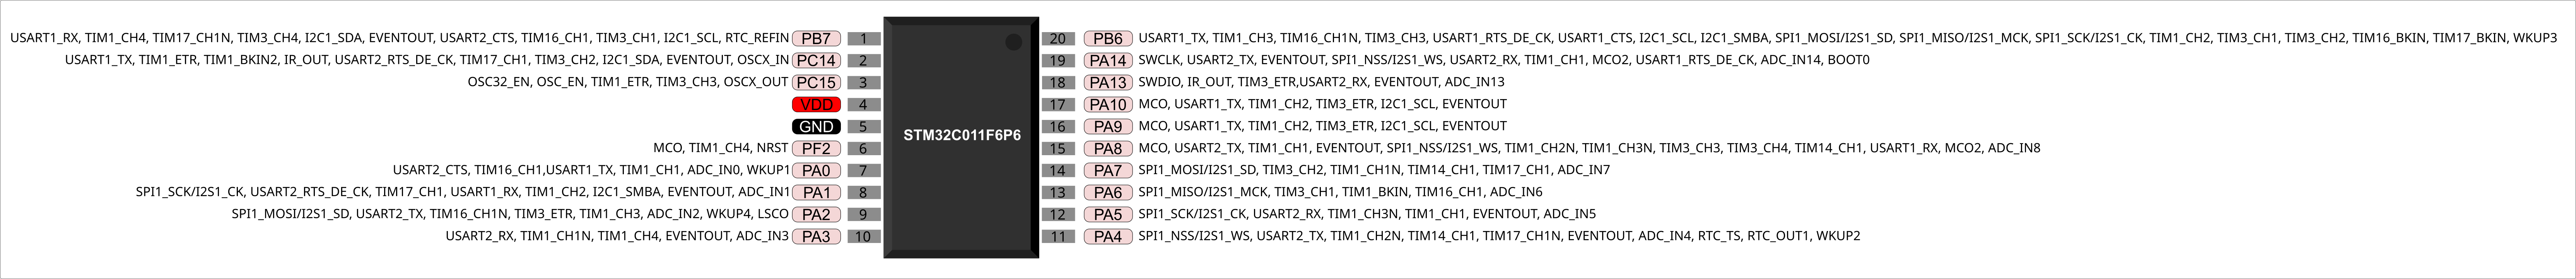 USART1_RX, TIM1_CH4, TIM17_CH1N, TIM3_CH4, I2C1_SDA, EVENTOUT, USART2_CTS, TIM16_CH1, TIM3_CH1, I2C1_SCL, RTC_REFIN PB7 1
USART1_TX, TIM1_ETR, TIM1_BKIN2, IR_OUT, USART2_RTS_DE_CK, TIM17_CH1, TIM3_CH2, I2C1_SDA, EVENTOUT, OSCX_IN PC14 2
OSC32_EN, OSC_EN, TIM1_ETR, TIM3_CH3, OSCX_OUT PC15 3
VDD 4
GND 5
MCO, TIM1_CH4, NRST PF2 6
USART2_CTS, TIM16_CH1,USART1_TX, TIM1_CH1, ADC_IN0, WKUP1 PA0 7
SPI1_SCK/I2S1_CK, USART2_RTS_DE_CK, TIM17_CH1, USART1_RX, TIM1_CH2, I2C1_SMBA, EVENTOUT, ADC_IN1 PA1 8
SPI1_MOSI/I2S1_SD, USART2_TX, TIM16_CH1N, TIM3_ETR, TIM1_CH3, ADC_IN2, WKUP4, LSCO PA2 9
USART2_RX, TIM1_CH1N, TIM1_CH4, EVENTOUT, ADC_IN3 PA3 10
STM32C011F6P6
20 PB6 USART1_TX, TIM1_CH3, TIM16_CH1N, TIM3_CH3, USART1_RTS_DE_CK, USART1_CTS, I2C1_SCL, I2C1_SMBA, SPI1_MOSI/I2S1_SD, SPI1_MISO/I2S1_MCK, SPI1_SCK/I2S1_CK, TIM1_CH2, TIM3_CH1, TIM3_CH2, TIM16_BKIN, TIM17_BKIN, WKUP3
19 PA14 SWCLK, USART2_TX, EVENTOUT, SPI1_NSS/I2S1_WS, USART2_RX, TIM1_CH1, MCO2, USART1_RTS_DE_CK, ADC_IN14, BOOT0
18 PA13 SWDIO, IR_OUT, TIM3_ETR,USART2_RX, EVENTOUT, ADC_IN13
17 PA10 MCO, USART1_TX, TIM1_CH2, TIM3_ETR, I2C1_SCL, EVENTOUT
16 PA9 MCO, USART1_TX, TIM1_CH2, TIM3_ETR, I2C1_SCL, EVENTOUT
15 PA8 MCO, USART2_TX, TIM1_CH1, EVENTOUT, SPI1_NSS/I2S1_WS, TIM1_CH2N, TIM1_CH3N, TIM3_CH3, TIM3_CH4, TIM14_CH1, USART1_RX, MCO2, ADC_IN8
14 PA7 SPI1_MOSI/I2S1_SD, TIM3_CH2, TIM1_CH1N, TIM14_CH1, TIM17_CH1, ADC_IN7
13 PA6 SPI1_MISO/I2S1_MCK, TIM3_CH1, TIM1_BKIN, TIM16_CH1, ADC_IN6
12 PA5 SPI1_SCK/I2S1_CK, USART2_RX, TIM1_CH3N, TIM1_CH1, EVENTOUT, ADC_IN5
11 PA4 SPI1_NSS/I2S1_WS, USART2_TX, TIM1_CH2N, TIM14_CH1, TIM17_CH1N, EVENTOUT, ADC_IN4, RTC_TS, RTC_OUT1, WKUP2